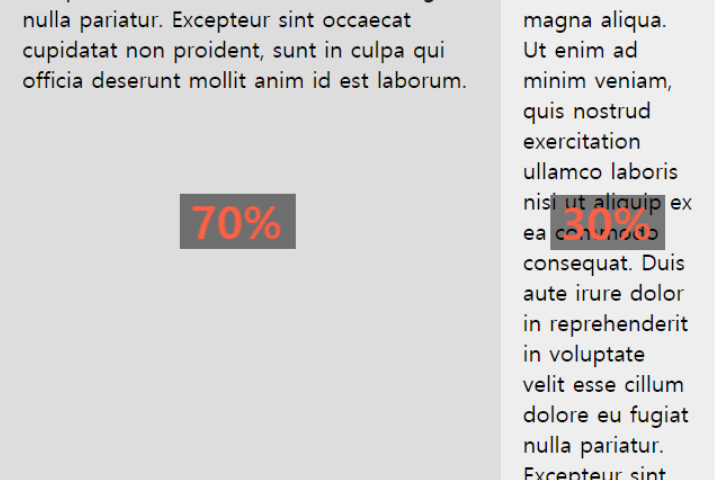 nulla pariatur. Excepteur sint occaecat
cupidatat non proident, sunt in culpa qui
officia deserunt mollit anim id est laborum.
70%
magna aliqua.
Ut enim ad
minim veniam,
quis nostrud
exercitation
ullamco laboris
nisi ut aliquip ex
ea commodo
30%
consequat. Duis
aute irure dolor
in reprehenderit
in voluptate
velit esse cillum
dolore eu fugiat
nulla pariatur.
Excepteur sint